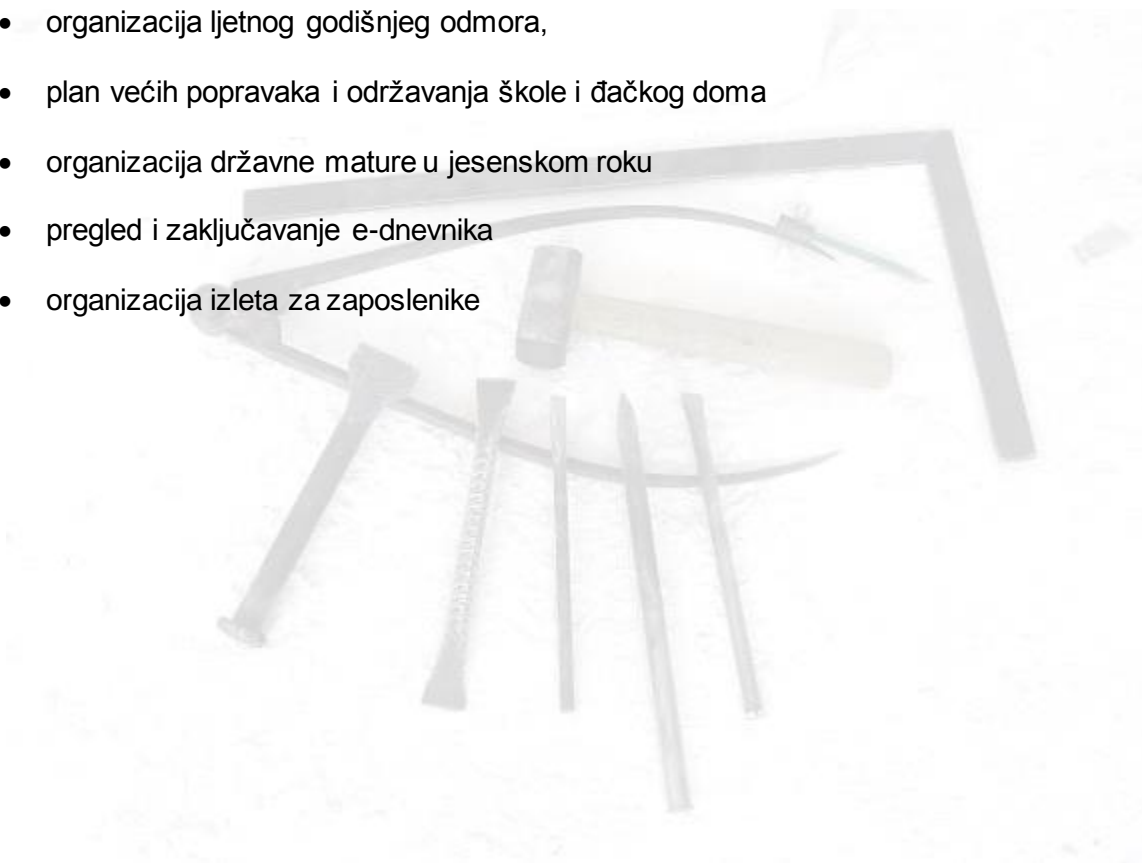 • organizacija ljetnog godišnjeg odmora,
• plan većih popravaka i održavanja škole i đačkog doma
• organizacija državne mature u jesenskom roku
• pregled i zaključavanje e-dnevnika
• organizacija izleta za zaposlenike